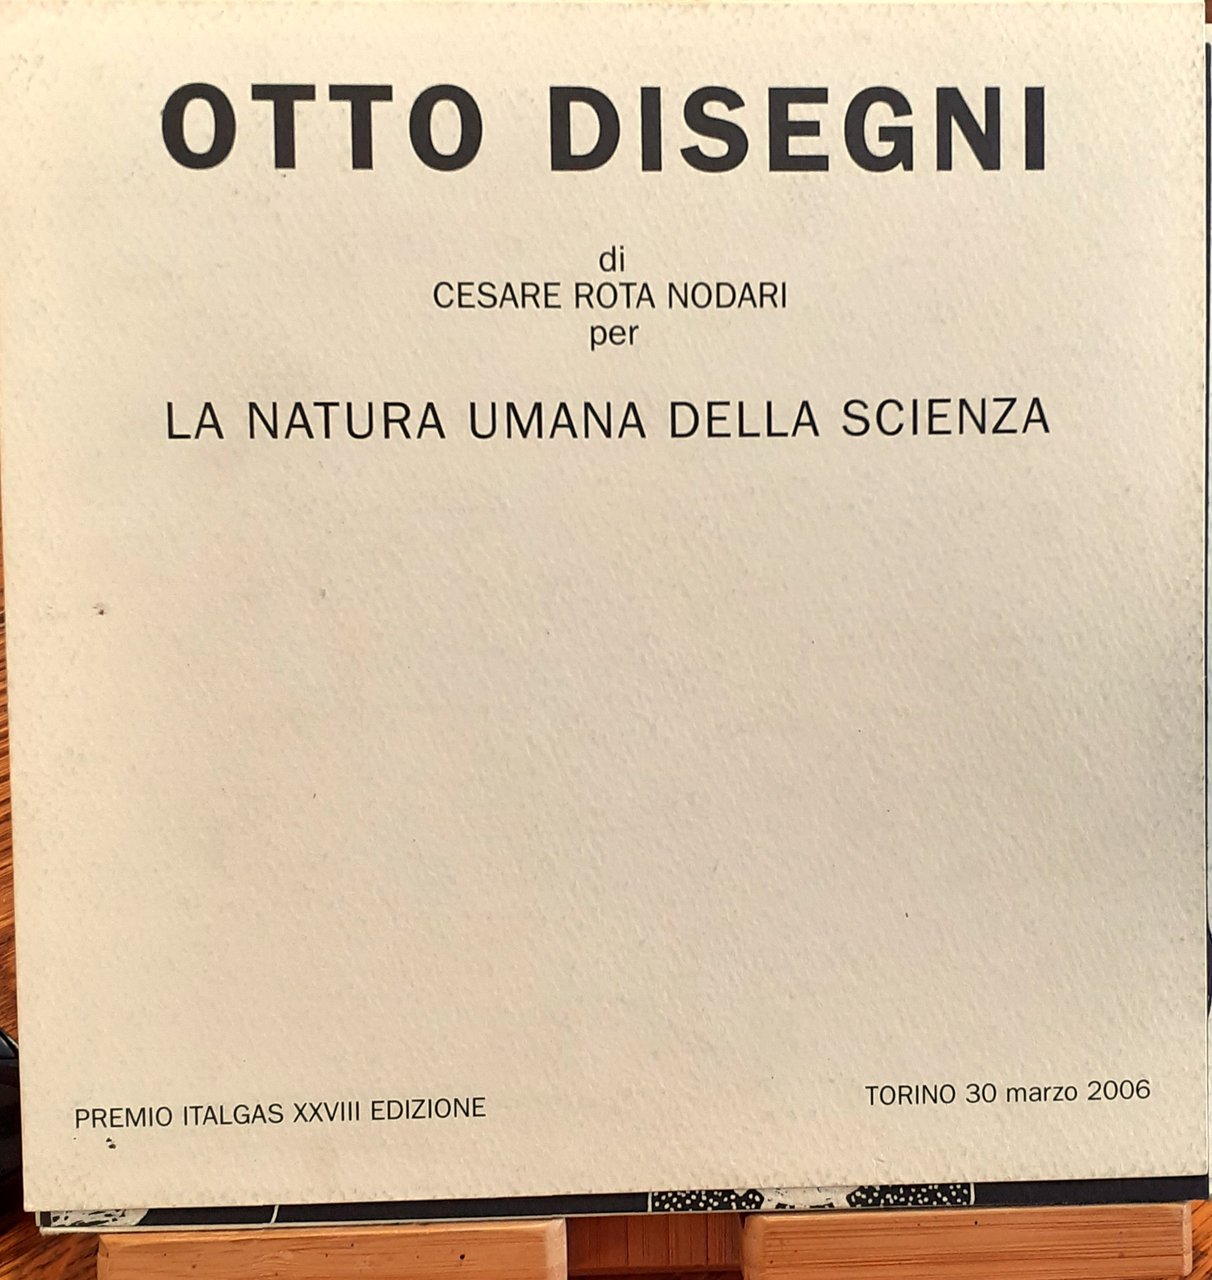 OTTO DISEGNI
di
CESARE ROTA NODARI
per
LA NATURA UMANA DELLA SCIENZA
PREMIO ITALGAS XXVIII EDIZIONE
TORINO 30 marzo 2006